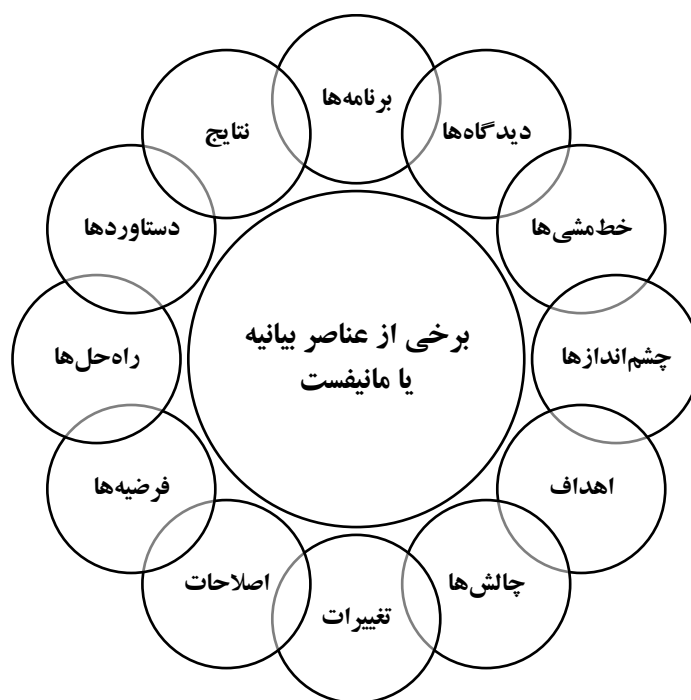 برخی از عناصر بیانیه
یا مانیفست
برنامه‌ها
دیدگاه‌ها
خط‌مشی‌ها
چشم‌اندازها
اهداف
چالش‌ها
تغییرات
اصلاحات
فرضیه‌ها
راه‌حل‌ها
دستاوردها
نتایج